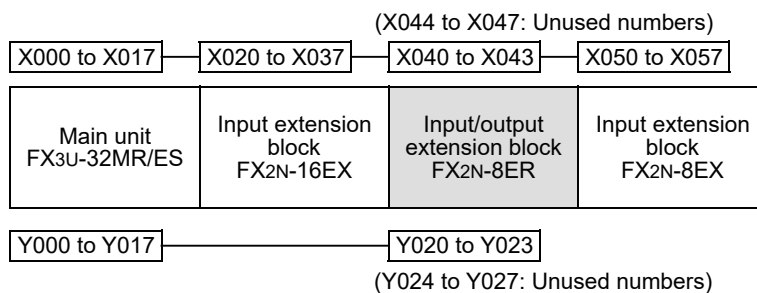 (X044 to X047: Unused numbers)
X000 to X017
X020 to X037
X040 to X043
X050 to X057
Main unit
FX3U-32MR/ES
Input extension
block
FX2N-16EX
Input/output
extension block
FX2N-8ER
Input extension
block
FX2N-8EX
Y000 to Y017
Y020 to Y023
(Y024 to Y027: Unused numbers)